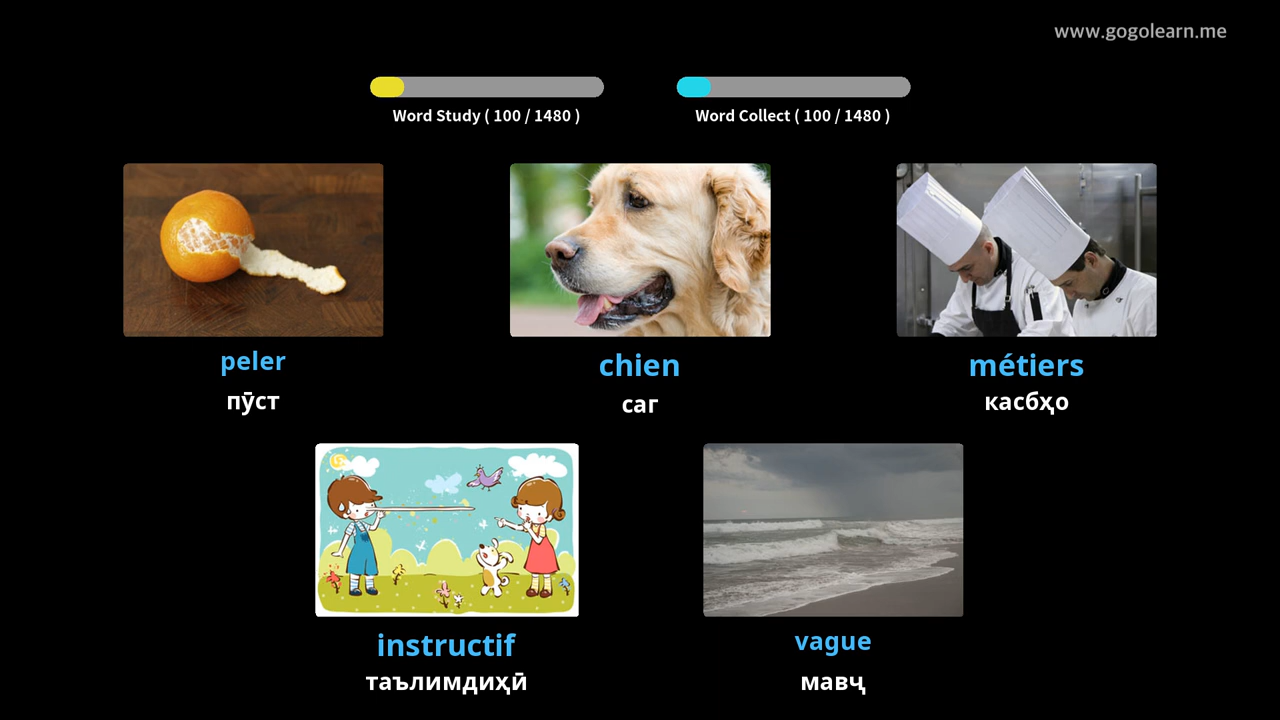 www.gogolearn.me
Word Study ( 100 / 1480 )
Word Collect ( 100 / 1480 )
peler
пӯст
chien
саг
métiers
касбҳо
instructif
таълимдиҳӣ
vague
мавҷ